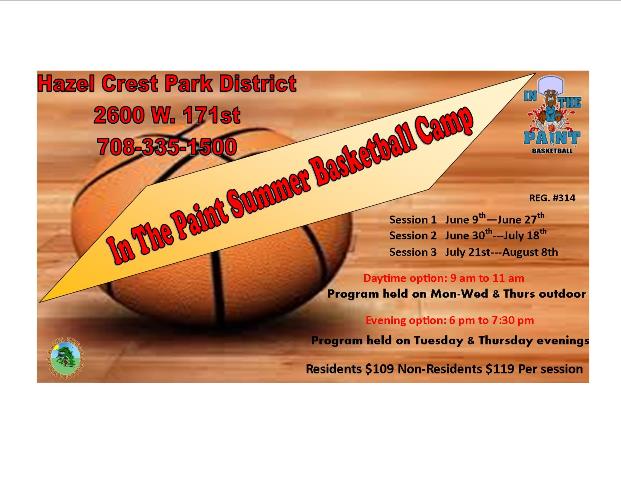 Hazel Crest Park District
2600 W. 171st
708-335-1500
In The Paint Summer Basketball Camp
IN THE
PAINT
BASKETBALL
REG. #314
Session 1 June 9th—June 27th
Session 2 June 30th---July 18th
Session 3 July 21st---August 8th
Daytime option: 9 am to 11 am
Program held on Mon-Wed & Thurs outdoor
Evening option: 6 pm to 7:30 pm
Program held on Tuesday & Thursday evenings
Residents $109 Non-Residents $119 Per session